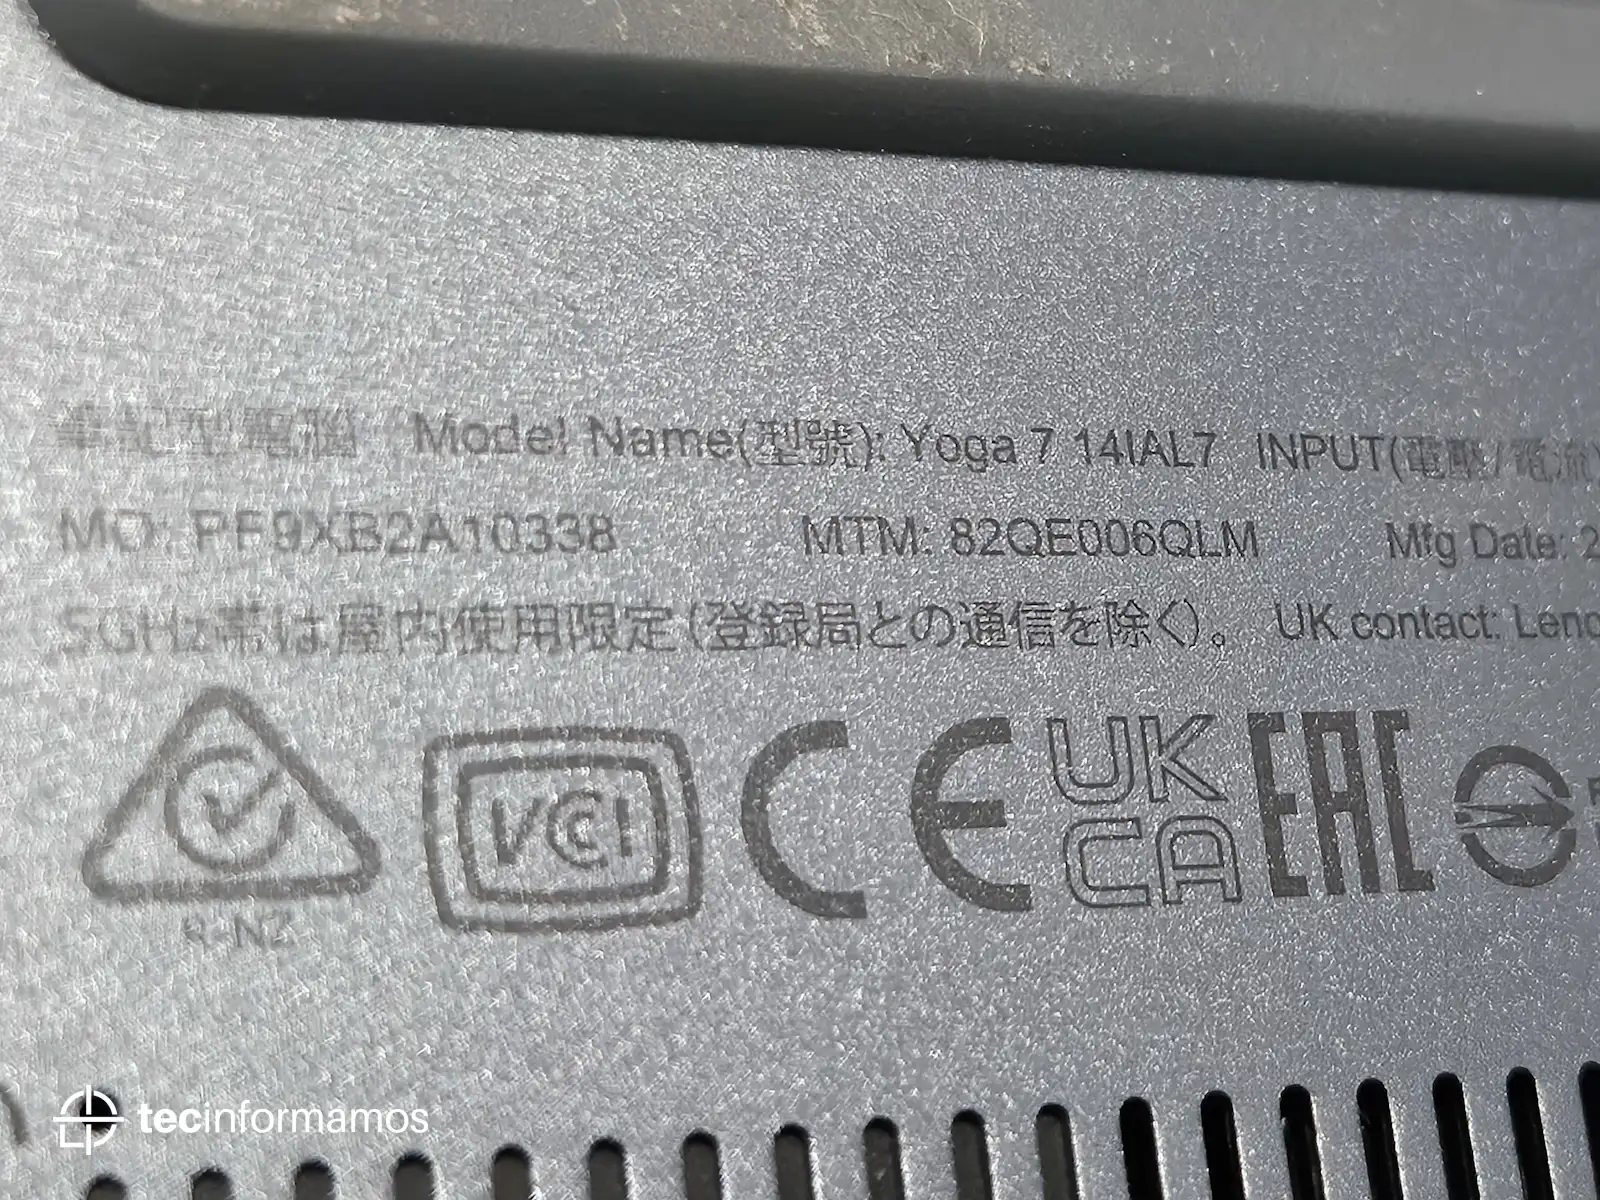 筆記型電腦 Model Name(型號): Yoga 7 14IAL7 INPUT(電壓/電流)
MO: PF9XB2A10338 MTM: 82QE006QLM Mfg Date: 2
5GHz帯は屋内使用限定(登録局との通信を除く)。 UK contact: Leno
R-NZ
VCCI
CE
UK
CA
EAC
tecinformamos